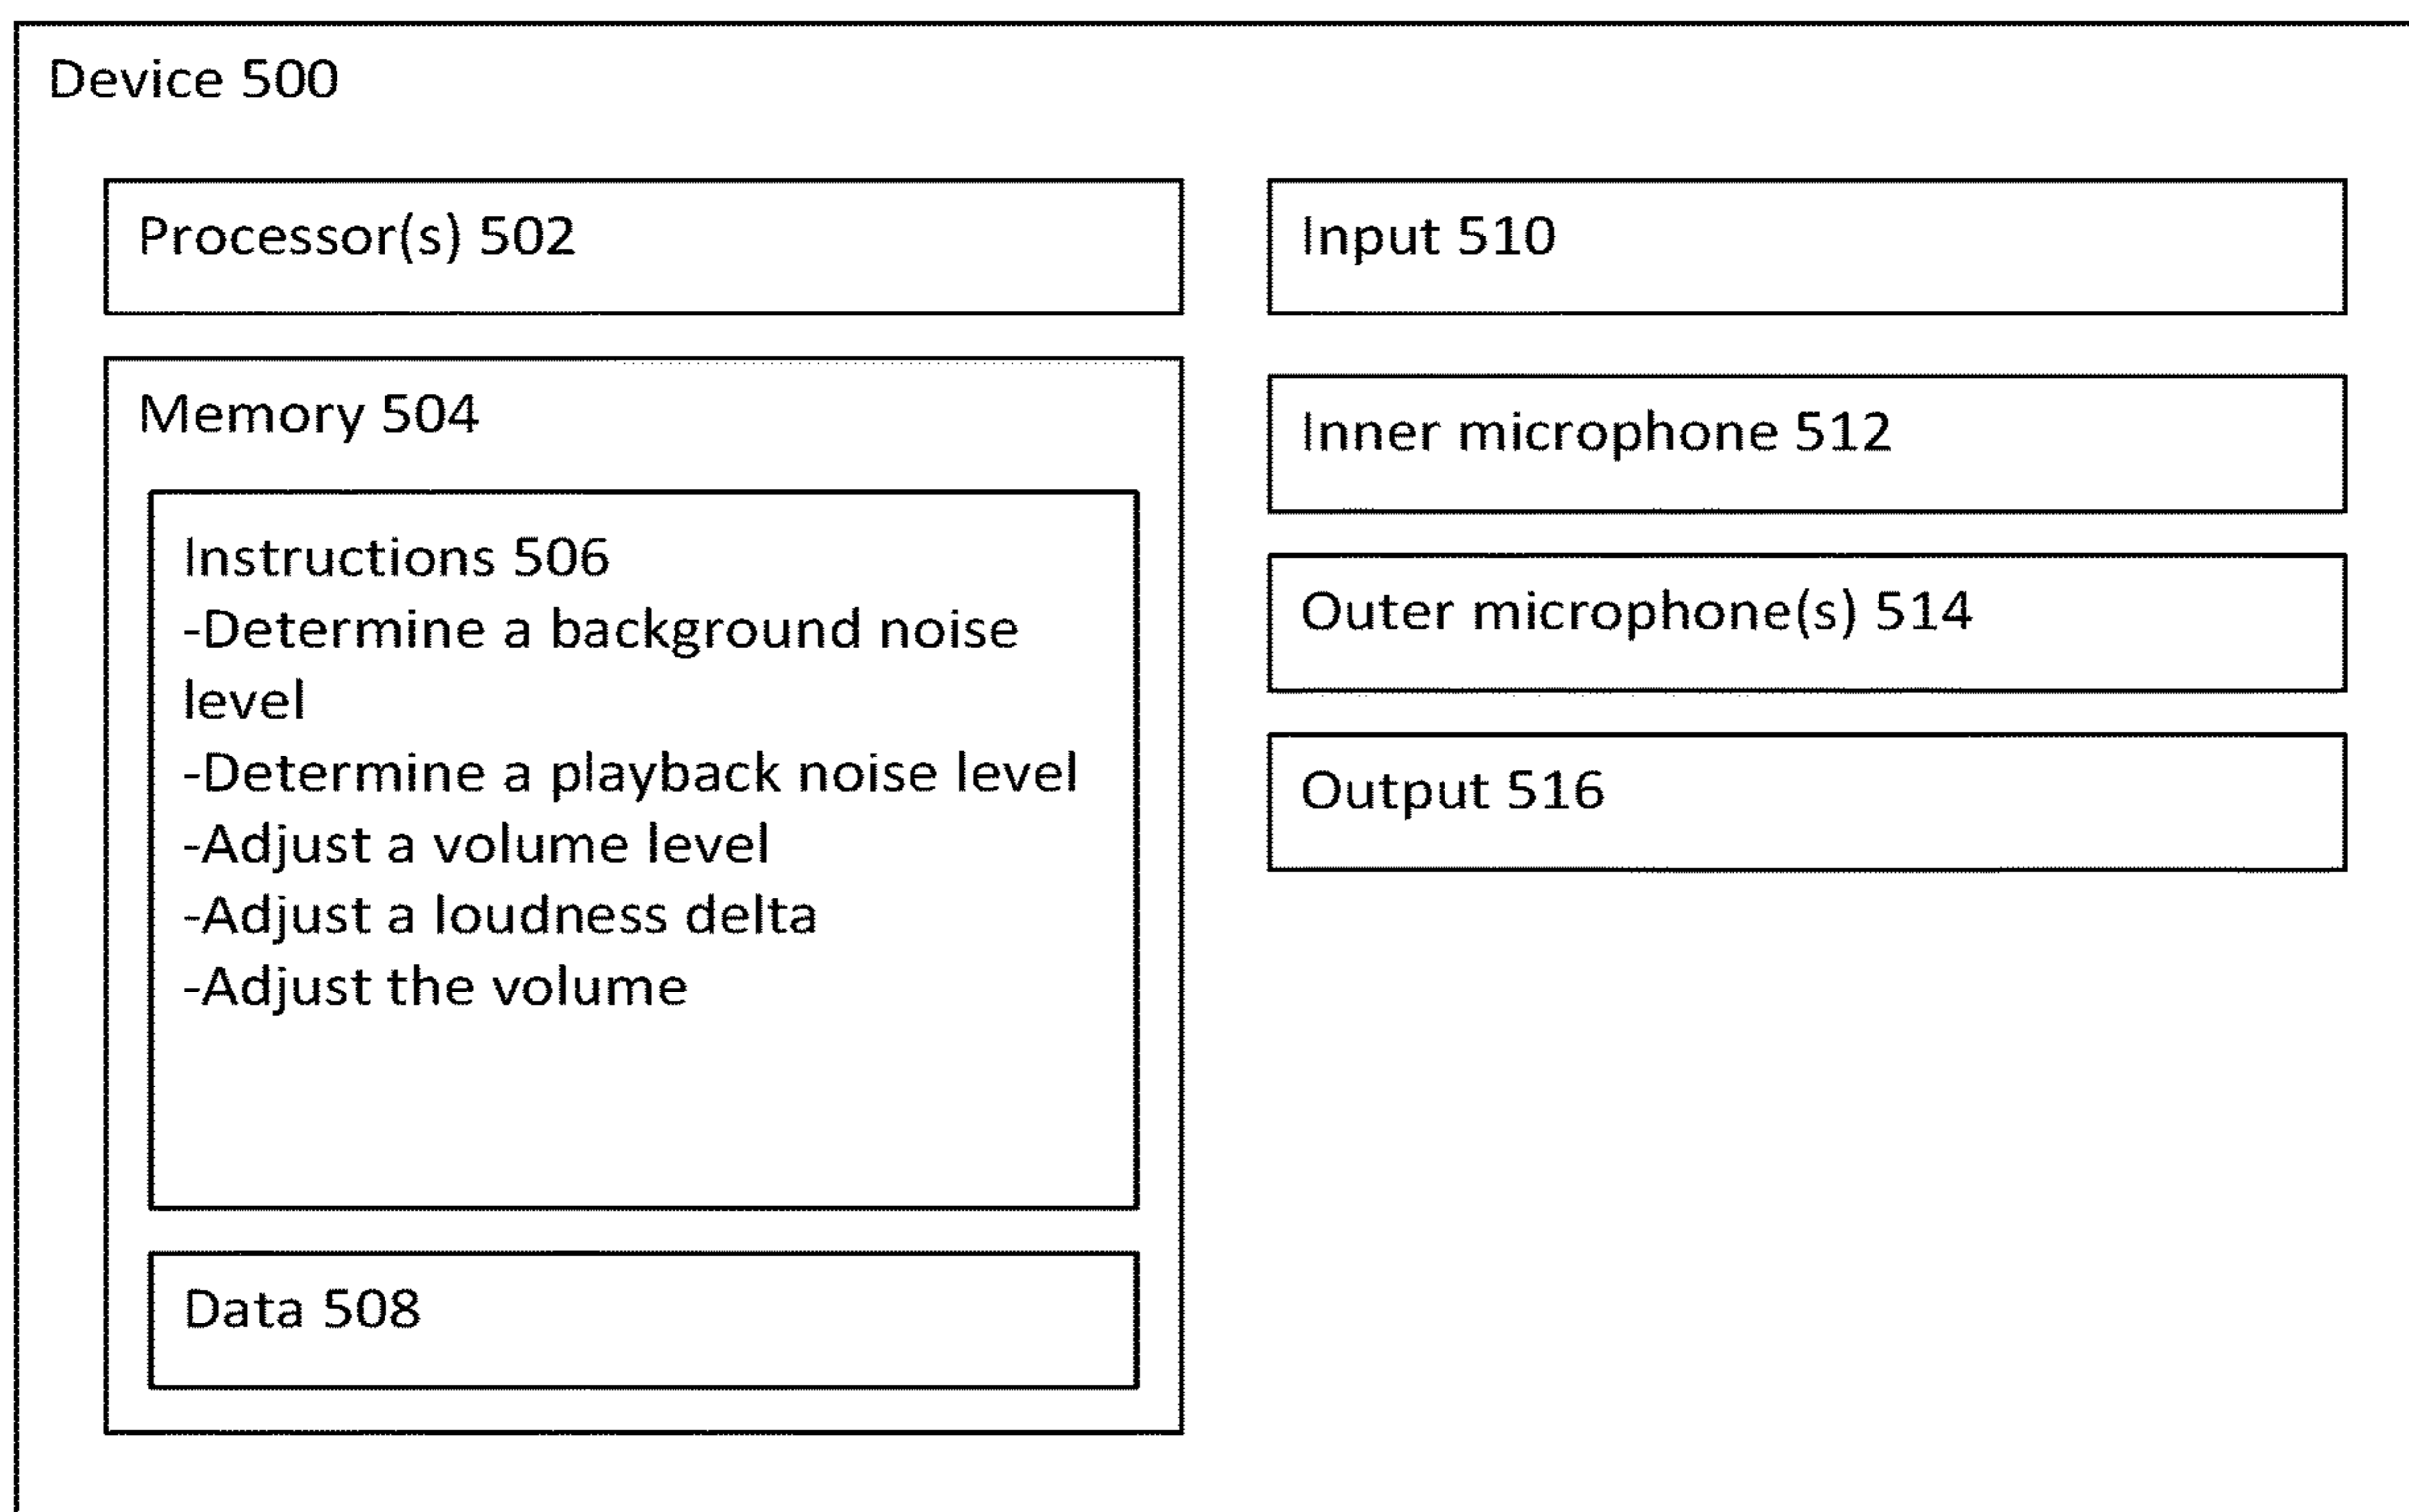 Device 500
Processor(s) 502
Memory 504
Instructions 506
-Determine a background noise
level
-Determine a playback noise level
-Adjust a volume level
-Adjust a loudness delta
-Adjust the volume
Data 508
Input 510
Inner microphone 512
Outer microphone(s) 514
Output 516